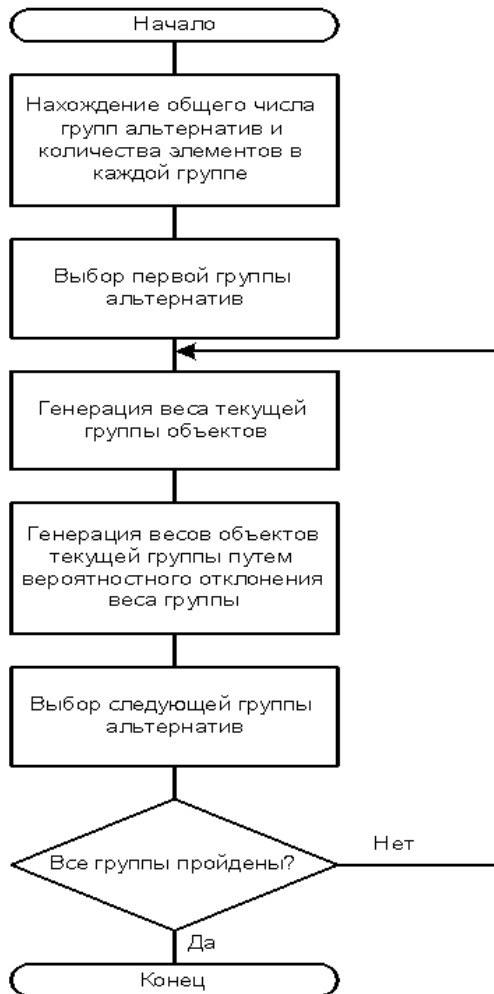 Начало
Нахождение общего числа
групп альтернатив и
количества элементов в
каждой группе
Выбор первой группы
альтернатив
Генерация веса текущей
группы объектов
Генерация весов объектов
текущей группы путем
вероятностного отклонения
веса группы
Выбор следующей группы
альтернатив
Все группы пройдены?
Нет
Да
Конец